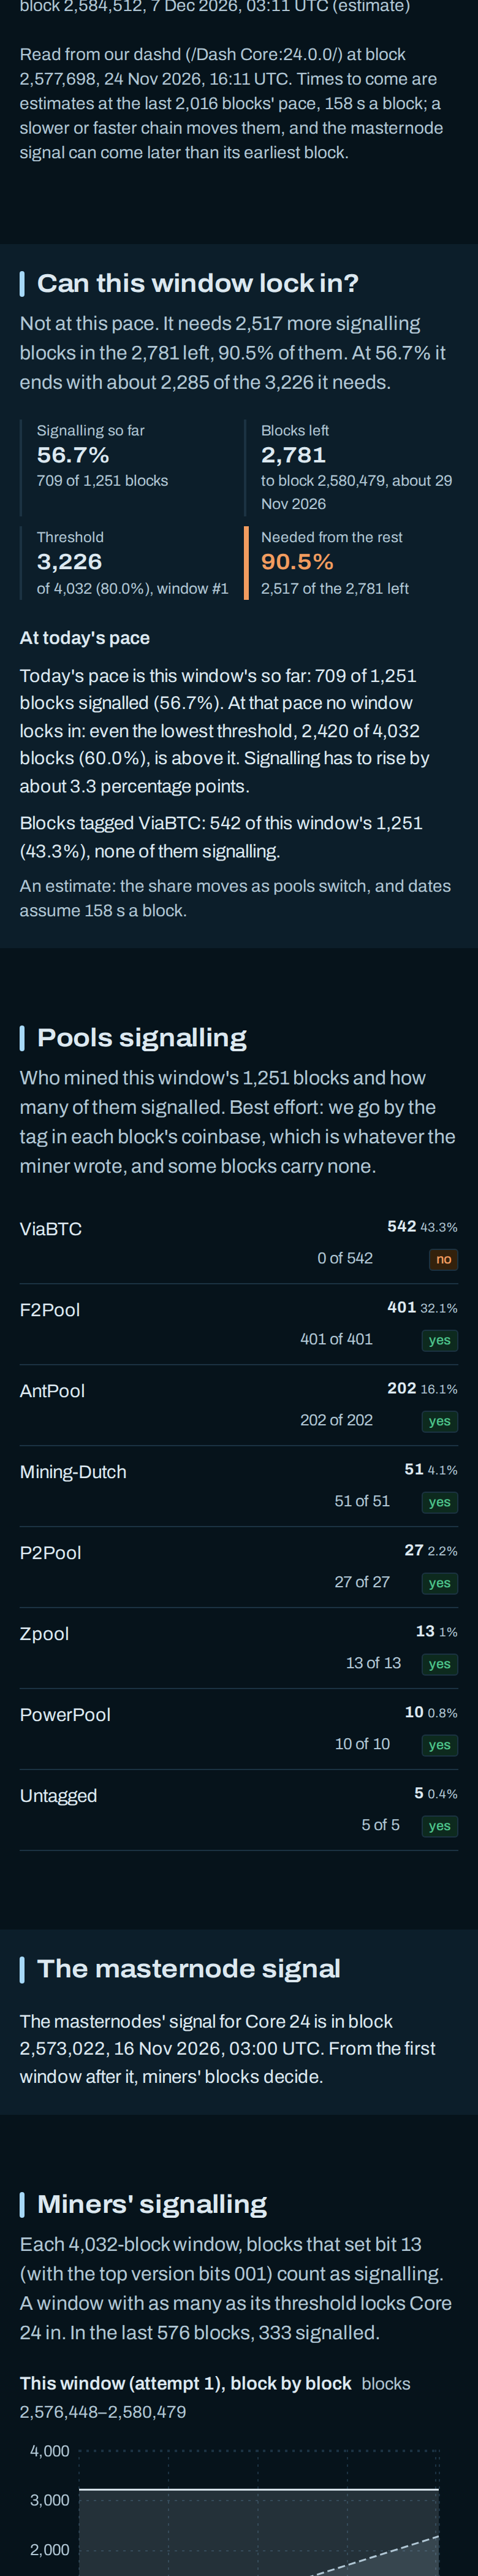 block 2,584,512, 7 Dec 2026, 03:11 UTC (estimate)
Read from our dashd (/Dash Core:24.0.0/) at block
2,577,698, 24 Nov 2026, 16:11 UTC. Times to come are
estimates at the last 2,016 blocks' pace, 158 s a block; a
slower or faster chain moves them, and the masternode
signal can come later than its earliest block.
Can this window lock in?
Not at this pace. It needs 2,517 more signalling
blocks in the 2,781 left, 90.5% of them. At 56.7% it
ends with about 2,285 of the 3,226 it needs.
Signalling so far
56.7%
709 of 1,251 blocks
Blocks left
2,781
to block 2,580,479, about 29
Nov 2026
Threshold
3,226
of 4,032 (80.0%), window #1
Needed from the rest
90.5%
2,517 of the 2,781 left
At today's pace
Today's pace is this window's so far: 709 of 1,251
blocks signalled (56.7%). At that pace no window
locks in: even the lowest threshold, 2,420 of 4,032
blocks (60.0%), is above it. Signalling has to rise by
about 3.3 percentage points.
Blocks tagged ViaBTC: 542 of this window's 1,251
(43.3%), none of them signalling.
An estimate: the share moves as pools switch, and dates
assume 158 s a block.
Pools signalling
Who mined this window's 1,251 blocks and how
many of them signalled. Best effort: we go by the
tag in each block's coinbase, which is whatever the
miner wrote, and some blocks carry none.
ViaBTC 542 43.3%
0 of 542 no
F2Pool 401 32.1%
401 of 401 yes
AntPool 202 16.1%
202 of 202 yes
Mining-Dutch 51 4.1%
51 of 51 yes
P2Pool 27 2.2%
27 of 27 yes
Zpool 13 1%
13 of 13 yes
PowerPool 10 0.8%
10 of 10 yes
Untagged 5 0.4%
5 of 5 yes
The masternode signal
The masternodes' signal for Core 24 is in block
2,573,022, 16 Nov 2026, 03:00 UTC. From the first
window after it, miners' blocks decide.
Miners' signalling
Each 4,032-block window, blocks that set bit 13
(with the top version bits 001) count as signalling.
A window with as many as its threshold locks Core
24 in. In the last 576 blocks, 333 signalled.
This window (attempt 1), block by block blocks
2,576,448–2,580,479
4,000
3,000
2,000